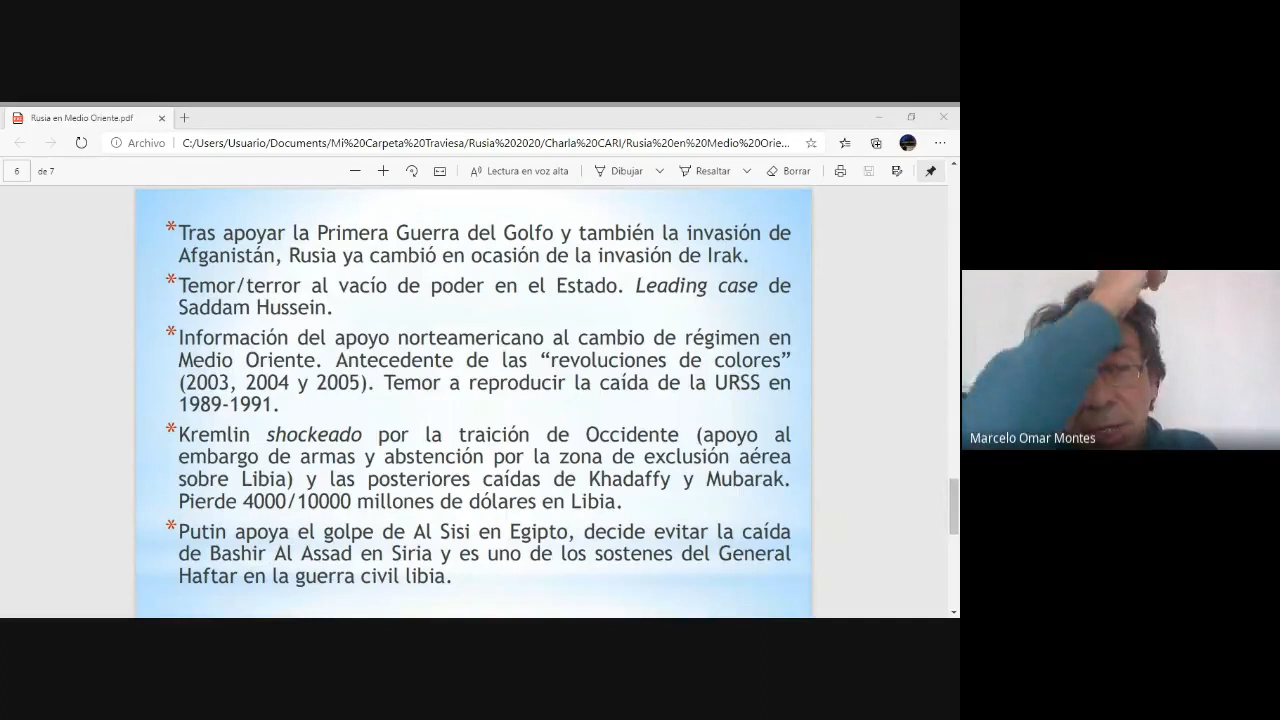 Rusia en Medio Oriente.pdf
Archivo
C:/Users/Usuario/Documents/Mi%20Carpeta%20Traviesa/Rusia%202020/Charla%20CARI/Rusia%20en%20Medio%20Orie...
6 de 7
Lectura en voz alta
Dibujar
Resaltar
Borrar
*Tras apoyar la Primera Guerra del Golfo y también la invasión de
Afganistán, Rusia ya cambió en ocasión de la invasión de Irak.
*Temor/terror al vacío de poder en el Estado. Leading case de
Saddam Hussein.
*Información del apoyo norteamericano al cambio de régimen en
Medio Oriente. Antecedente de las “revoluciones de colores”
(2003, 2004 y 2005). Temor a reproducir la caída de la URSS en
1989-1991.
*Kremlin shockeado por la traición de Occidente (apoyo al
embargo de armas y abstención por la zona de exclusión aérea
sobre Libia) y las posteriores caídas de Khadaffy y Mubarak.
Pierde 4000/10000 millones de dólares en Libia.
*Putin apoya el golpe de Al Sisi en Egipto, decide evitar la caída
de Bashir Al Assad en Siria y es uno de los sostenes del General
Haftar en la guerra civil libia.
Marcelo Omar Montes